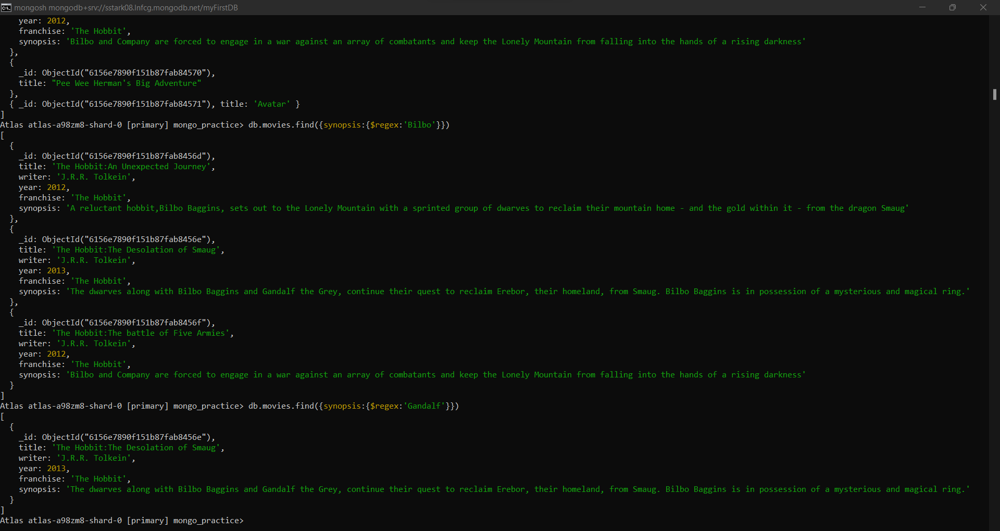 mongosh mongodb+srv://sstark08.lnfcg.mongodb.net/myFirstDB
    year: 2012,
    franchise: 'The Hobbit',
    synopsis: 'Bilbo and Company are forced to engage in a war against an array of combatants and keep the Lonely Mountain from falling into the hands of a rising darkness'
  },
  {
    _id: ObjectId("6156e7890f151b87fab84570"),
    title: "Pee Wee Herman's Big Adventure"
  },
  { _id: ObjectId("6156e7890f151b87fab84571"), title: 'Avatar' }
]
Atlas atlas-a98zm8-shard-0 [primary] mongo_practice> db.movies.find({synopsis:{$regex:'Bilbo'}})
[
  {
    _id: ObjectId("6156e7890f151b87fab8456d"),
    title: 'The Hobbit:An Unexpected Journey',
    writer: 'J.R.R. Tolkein',
    year: 2012,
    franchise: 'The Hobbit',
    synopsis: 'A reluctant hobbit,Bilbo Baggins, sets out to the Lonely Mountain with a sprinted group of dwarves to reclaim their mountain home - and the gold within it - from the dragon Smaug'
  },
  {
    _id: ObjectId("6156e7890f151b87fab8456e"),
    title: 'The Hobbit:The Desolation of Smaug',
    writer: 'J.R.R. Tolkein',
    year: 2013,
    franchise: 'The Hobbit',
    synopsis: 'The dwarves along with Bilbo Baggins and Gandalf the Grey, continue their quest to reclaim Erebor, their homeland, from Smaug. Bilbo Baggins is in possession of a mysterious and magical ring.'
  },
  {
    _id: ObjectId("6156e7890f151b87fab8456f"),
    title: 'The Hobbit:The battle of Five Armies',
    writer: 'J.R.R. Tolkein',
    year: 2012,
    franchise: 'The Hobbit',
    synopsis: 'Bilbo and Company are forced to engage in a war against an array of combatants and keep the Lonely Mountain from falling into the hands of a rising darkness'
  }
]
Atlas atlas-a98zm8-shard-0 [primary] mongo_practice> db.movies.find({synopsis:{$regex:'Gandalf'}})
[
  {
    _id: ObjectId("6156e7890f151b87fab8456e"),
    title: 'The Hobbit:The Desolation of Smaug',
    writer: 'J.R.R. Tolkein',
    year: 2013,
    franchise: 'The Hobbit',
    synopsis: 'The dwarves along with Bilbo Baggins and Gandalf the Grey, continue their quest to reclaim Erebor, their homeland, from Smaug. Bilbo Baggins is in possession of a mysterious and magical ring.'
  }
]
Atlas atlas-a98zm8-shard-0 [primary] mongo_practice>